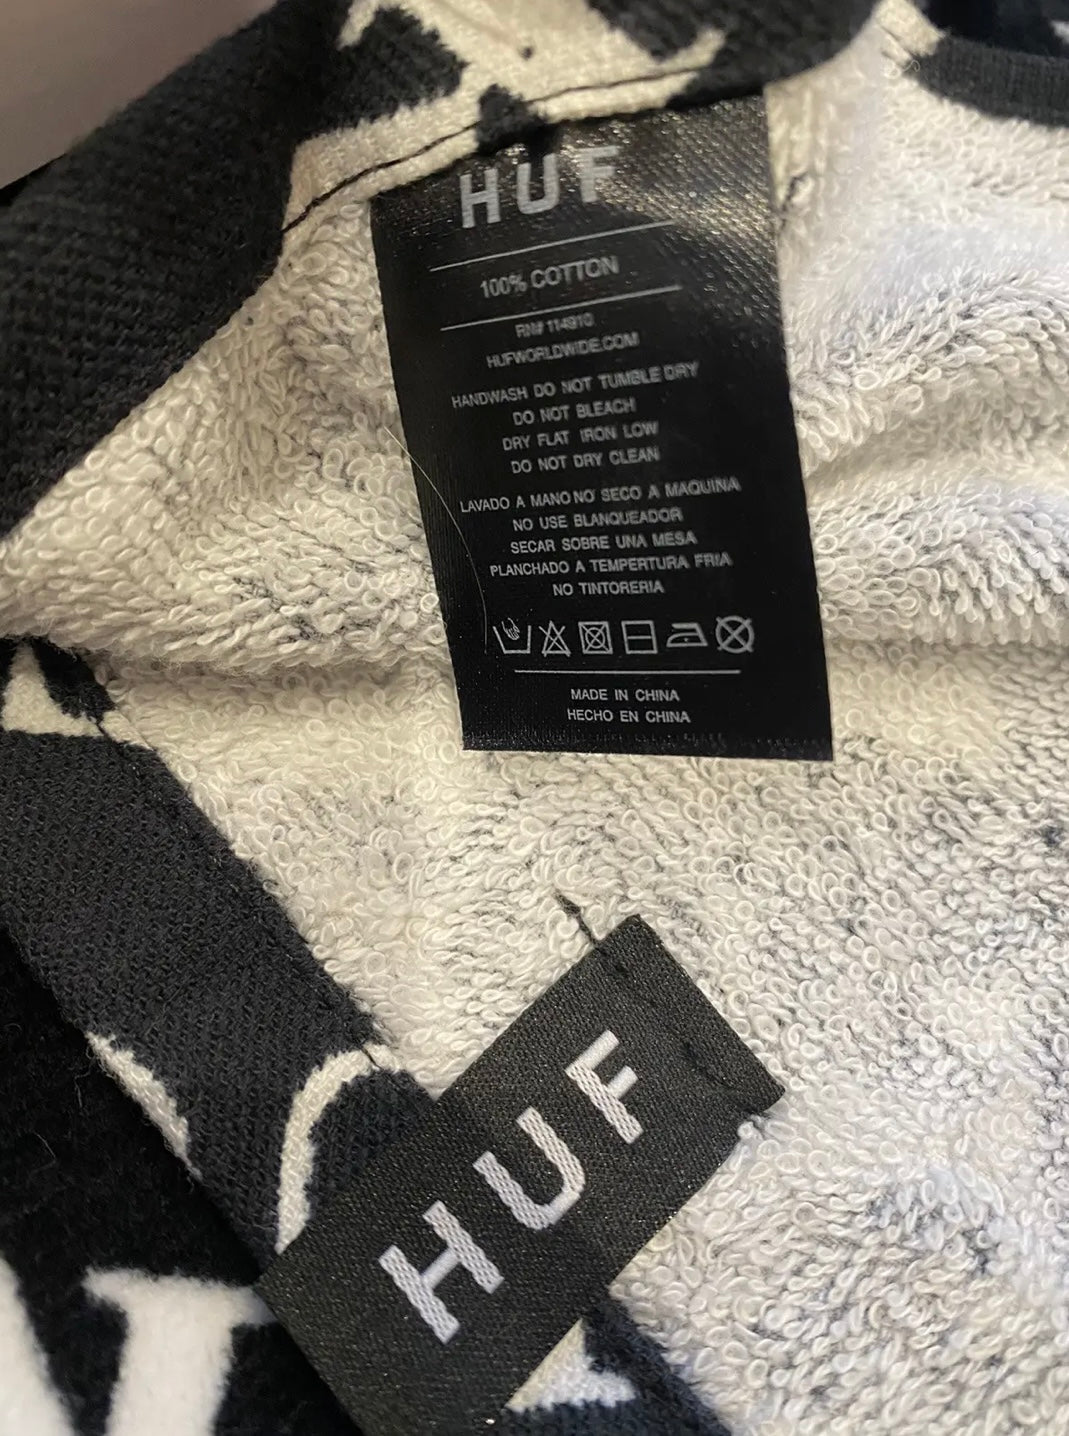 HUF
100% COTTON
RN# 114910
HUFWORLDWIDE.COM
HANDWASH DO NOT TUMBLE DRY
DO NOT BLEACH
DRY FLAT IRON LOW
DO NOT DRY CLEAN
LAVADO A MANO NO SECO A MAQUINA
NO USE BLANQUEADOR
SECAR SOBRE UNA MESA
PLANCHADO A TEMPERTURA FRIA
NO TINTORERIA
MADE IN CHINA
HECHO EN CHINA
HUF